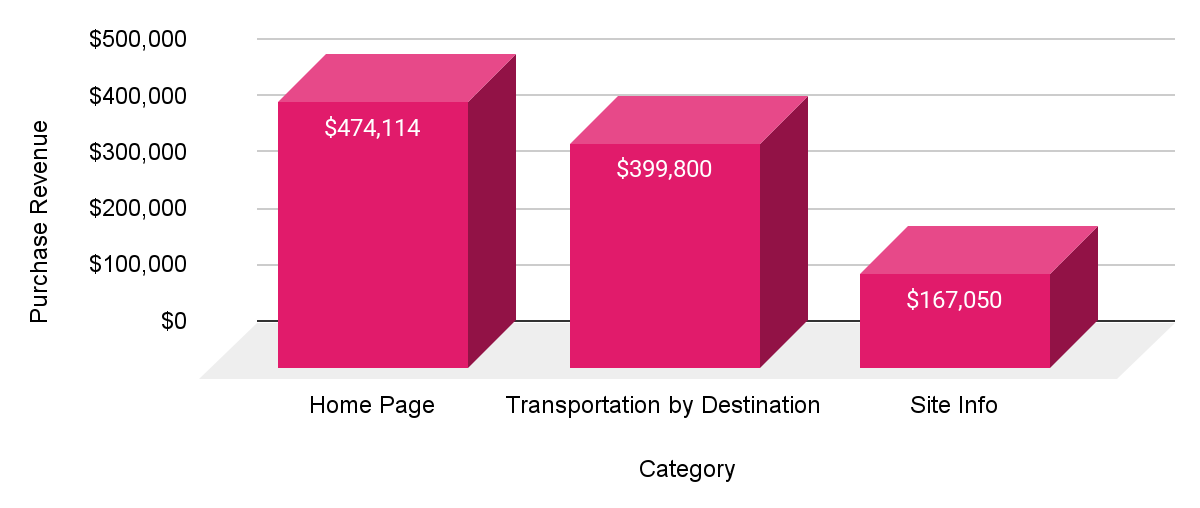 $500,000
$400,000
$300,000
$200,000
$100,000
$0
Purchase Revenue
$474,114
$399,800
$167,050
Home Page
Transportation by Destination
Site Info
Category